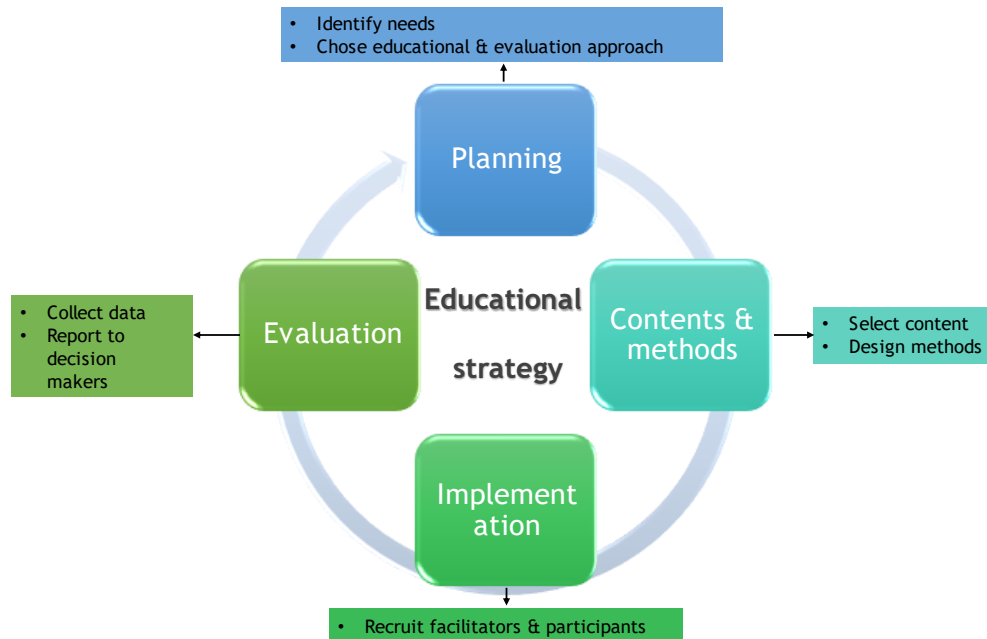 • Identify needs
• Chose educational & evaluation approach
Planning
Educational
strategy
Evaluation
Contents &
methods
• Collect data
• Report to
decision
makers
• Select content
• Design methods
Implement
ation
• Recruit facilitators & participants